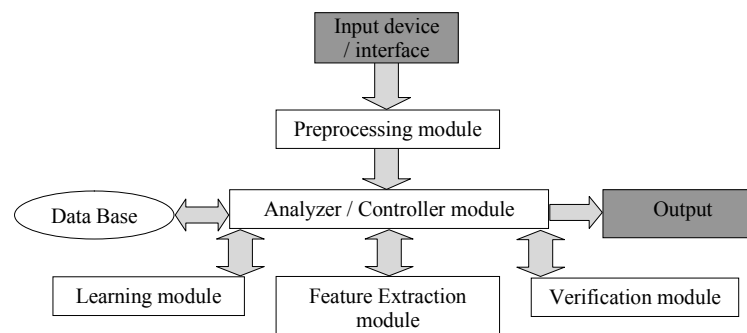 Input device
/ interface
Preprocessing module
Data Base
Analyzer / Controller module
Output
Learning module
Feature Extraction
module
Verification module